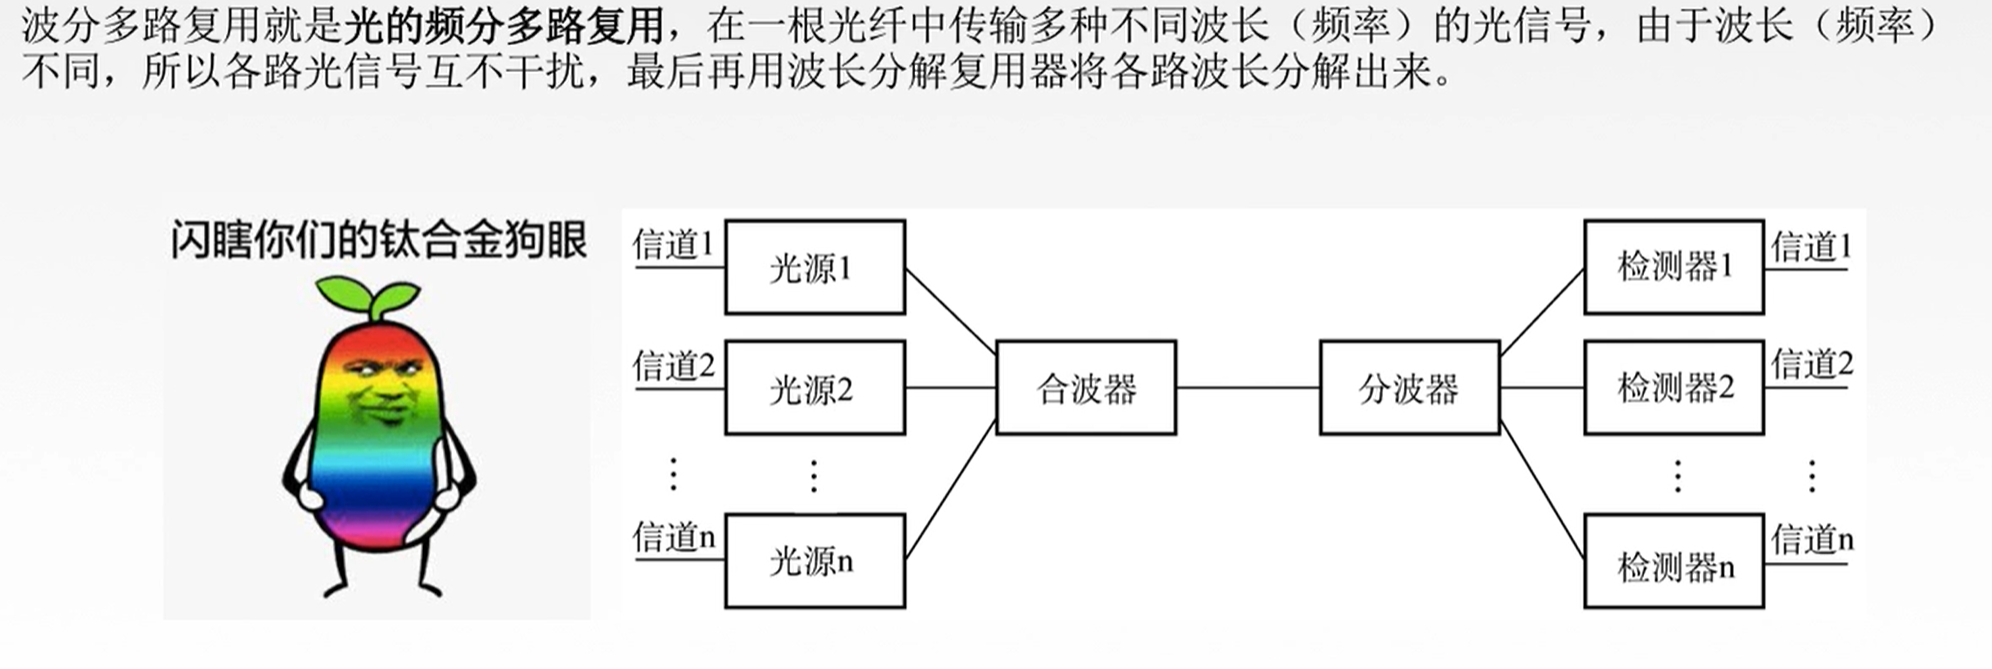 波分多路复用就是光的频分多路复用，在一根光纤中传输多种不同波长（频率）的光信号，由于波长（频率）
不同，所以各路光信号互不干扰，最后再用波长分解复用器将各路波长分解出来。
闪瞎你们的钛合金狗眼
信道1
光源1
检测器1
信道1
信道2
光源2
合波器
分波器
检测器2
信道2
⋮
⋮
⋮
⋮
信道n
光源n
检测器n
信道n